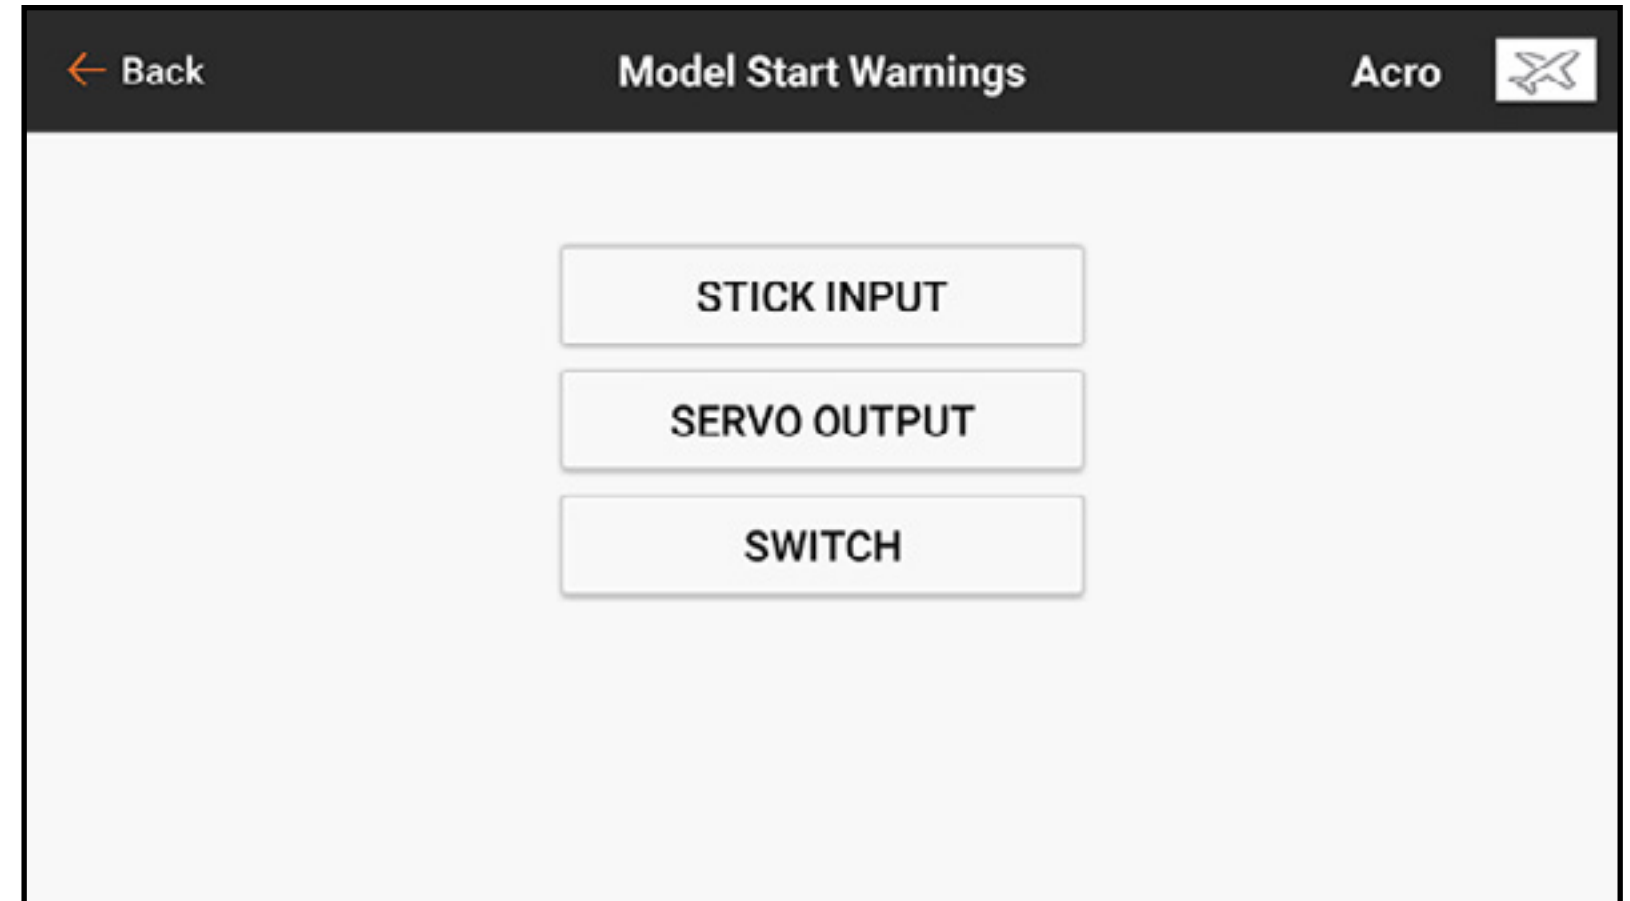 ← Back Model Start Warnings Acro
STICK INPUT
SERVO OUTPUT
SWITCH